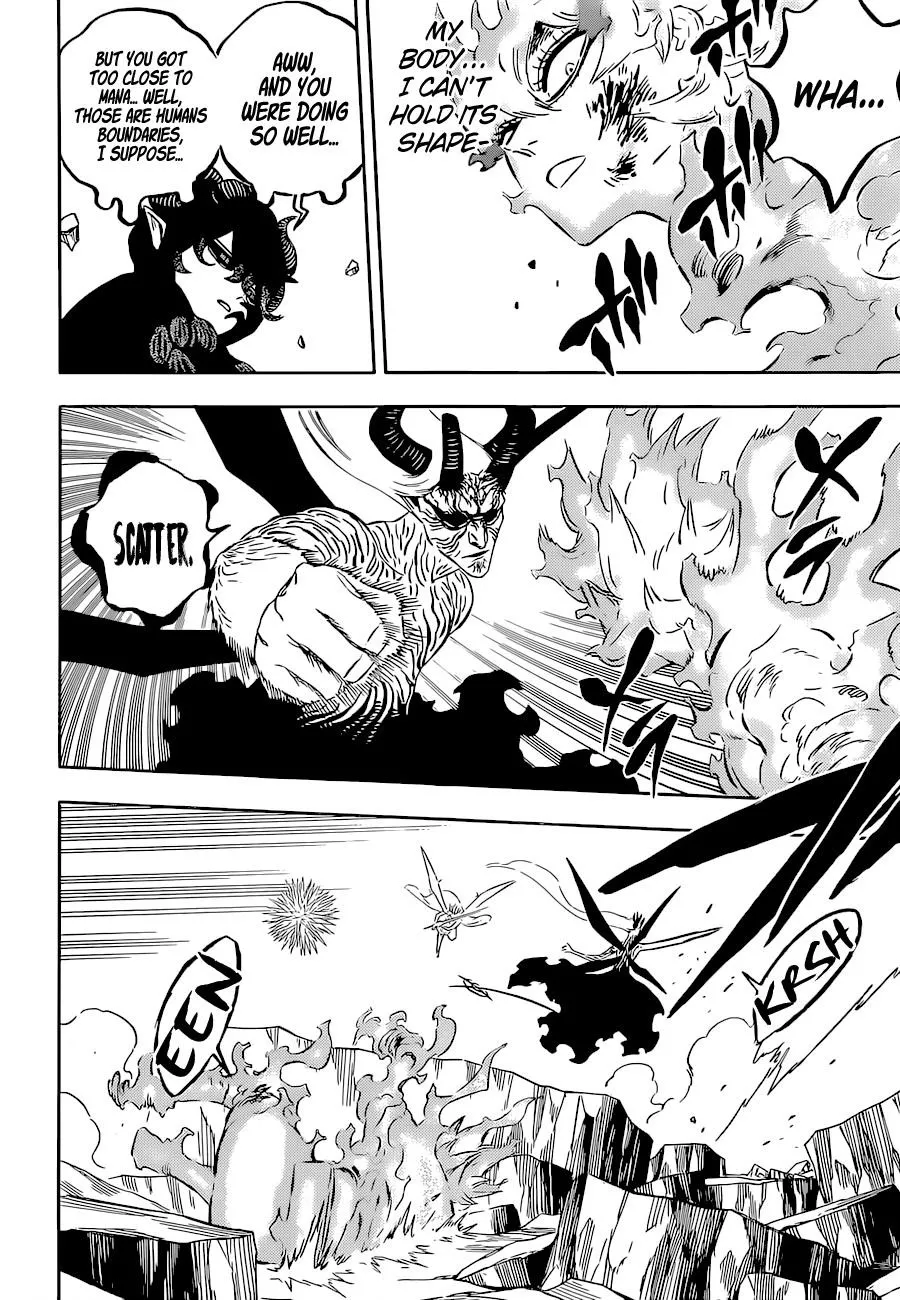 WHA...
MY
BODY...
I CAN'T
HOLD ITS
SHAPE-
AWW,
AND YOU
WERE DOING
SO WELL...
BUT YOU GOT
TOO CLOSE TO
MANA... WELL,
THOSE ARE HUMANS
BOUNDARIES,
I SUPPOSE...
SCATTER.
KRSH
EEN